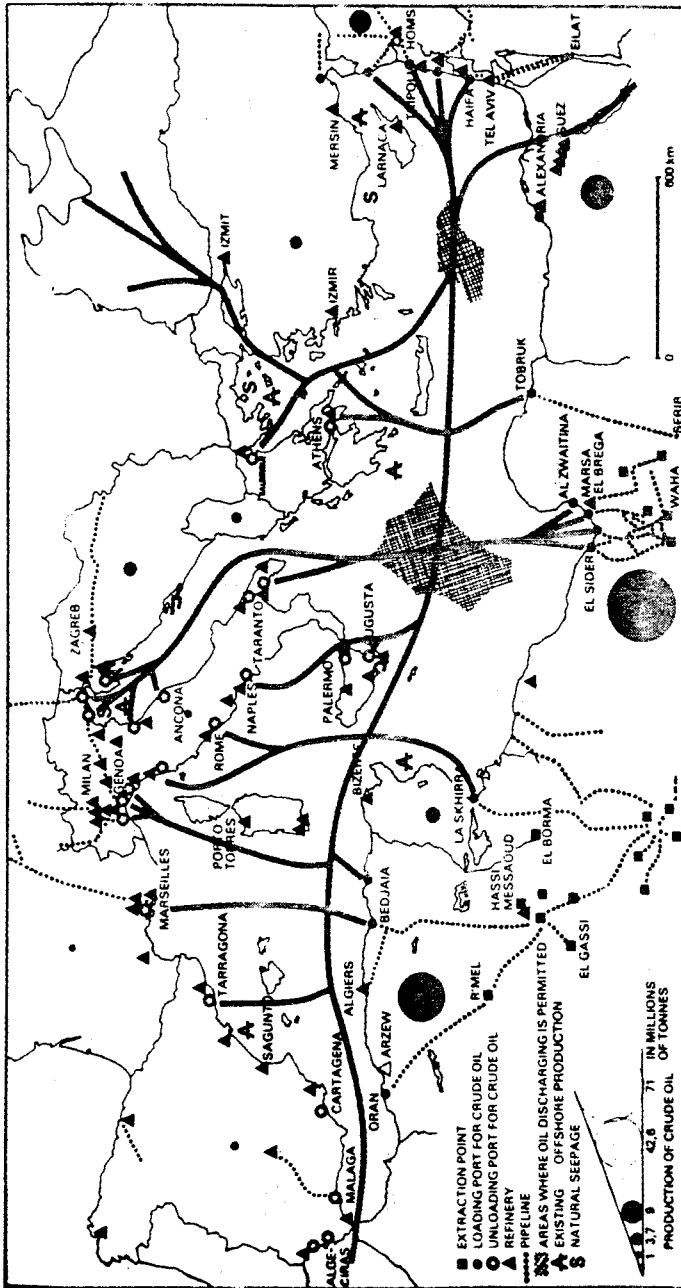 HOMS
TRIPOLI
MERSIN
LARNACA
S
HAIFA
TEL AVIV
EILAT
ALEXANDRIA
SUEZ
600 km
0
IZMIT
IZMIR
S
ATHENS
TOBRUK
SERIR
AL ZWAITINA
MARSA
EL BREGA
WAHA
EL SIDER
ZAGREB
TARANTO
AUGUSTA
MILAN
GENOA
ANCONA
ROME
NAPLES
PALERMO
PORTO
TORRES
BIZERTE
LA SKHIRRA
EL BORMA
MARSEILLES
BEDJAIA
HASSI
MESSAOUD
EL GASSI
TARRAGONA
SAGUNTO
ALGIERS
R'MEL
CARTAGENA
ARZEW
ORAN
MALAGA
ALGE-
CIRAS
EXTRACTION POINT
LOADING PORT FOR CRUDE OIL
UNLOADING PORT FOR CRUDE OIL
REFINERY
PIPELINE
AREAS WHERE OIL DISCHARGING IS PERMITTED
EXISTING OFFSHORE PRODUCTION
S NATURAL SEEPAGE
1 3,7 9 42,6 71 IN MILLIONS
OF TONNES
PRODUCTION OF CRUDE OIL